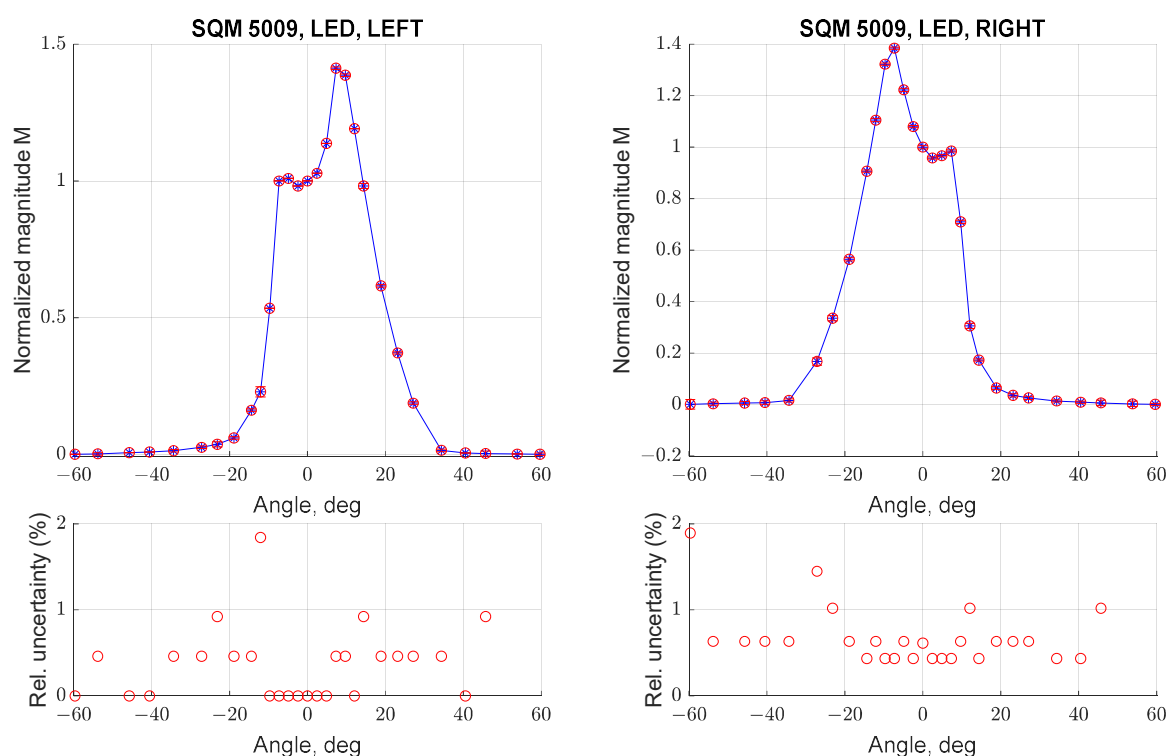 SQM 5009, LED, LEFT
1.5
1
0.5
0
Normalized magnitude M
−60 −40 −20 0 20 40 60
Angle, deg
2
1
0
Rel. uncertainty (%)
−60 −40 −20 0 20 40 60
Angle, deg
SQM 5009, LED, RIGHT
1.4
1.2
1
0.8
0.6
0.4
0.2
0
−0.2
Normalized magnitude M
−60 −40 −20 0 20 40 60
Angle, deg
2
1
0
Rel. uncertainty (%)
−60 −40 −20 0 20 40 60
Angle, deg